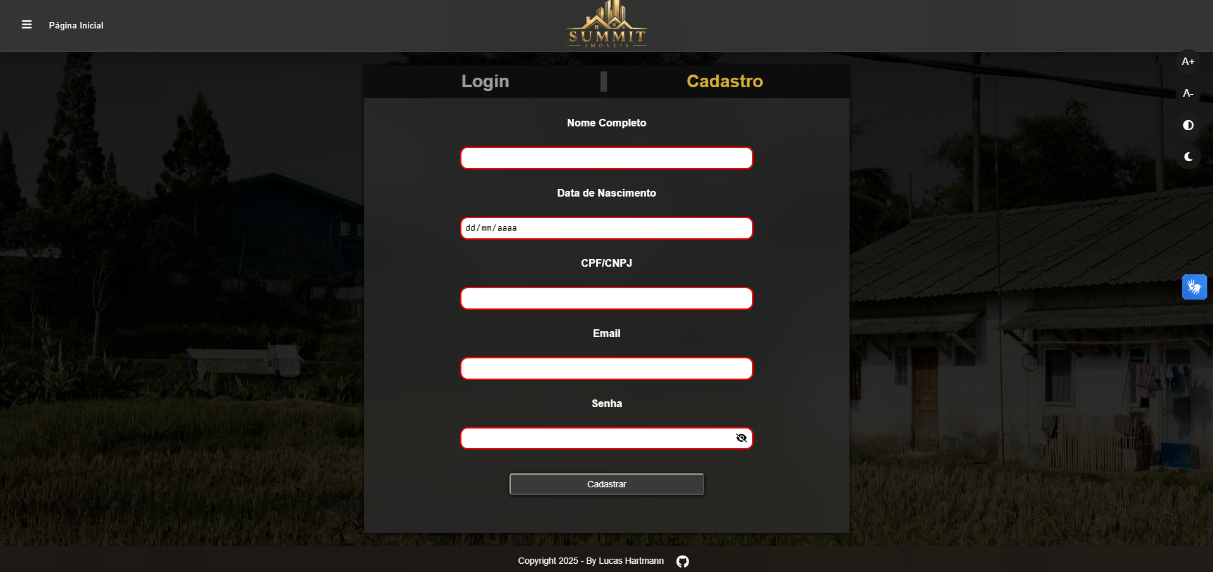 Página Inicial
SUMMIT
IMÓVEIS
A+
A-
Login
Cadastro
Nome Completo
Data de Nascimento
dd/mm/aaaa
CPF/CNPJ
Email
Senha
Cadastrar
Copyright 2025 - By Lucas Hartmann